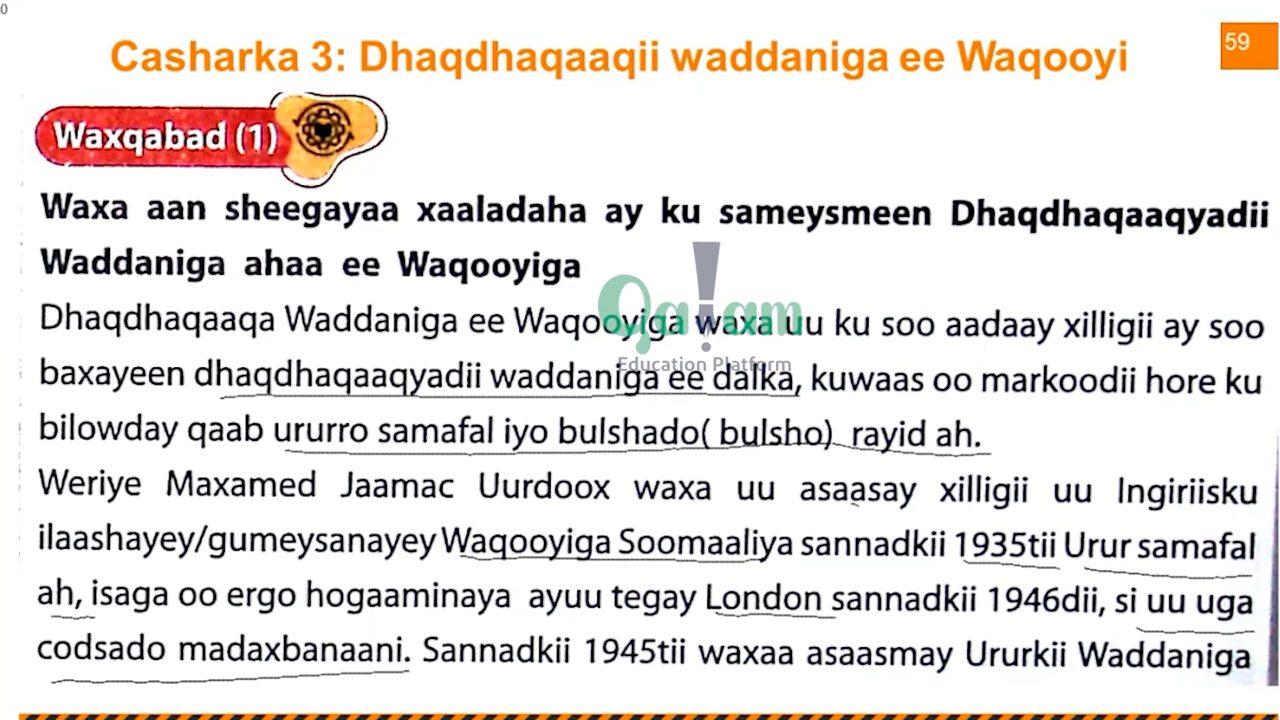 0
59
Casharka 3: Dhaqdhaqaaqii waddaniga ee Waqooyi
Waxqabad (1)
Waxa aan sheegayaa xaaladaha ay ku sameysmeen Dhaqdhaqaaqyadii
Waddaniga ahaa ee Waqooyiga
Dhaqdhaqaaqa Waddaniga ee Waqooyiga waxa uu ku soo aadaay xilligii ay soo
baxayeen dhaqdhaqaaqyadii waddaniga ee dalka, kuwaas oo markoodii hore ku
bilowday qaab ururro samafal iyo bulshado( bulsho) rayid ah.
Weriye Maxamed Jaamac Uurdoox waxa uu asaasay xilligii uu Ingiriisku
ilaashayey/gumeysanayey Waqooyiga Soomaaliya sannadkii 1935tii Urur samafal
ah, isaga oo ergo hogaaminaya ayuu tegay London sannadkii 1946dii, si uu uga
codsado madaxbanaani. Sannadkii 1945tii waxaa asaasmay Ururkii Waddaniga
Qalam
Education Platform